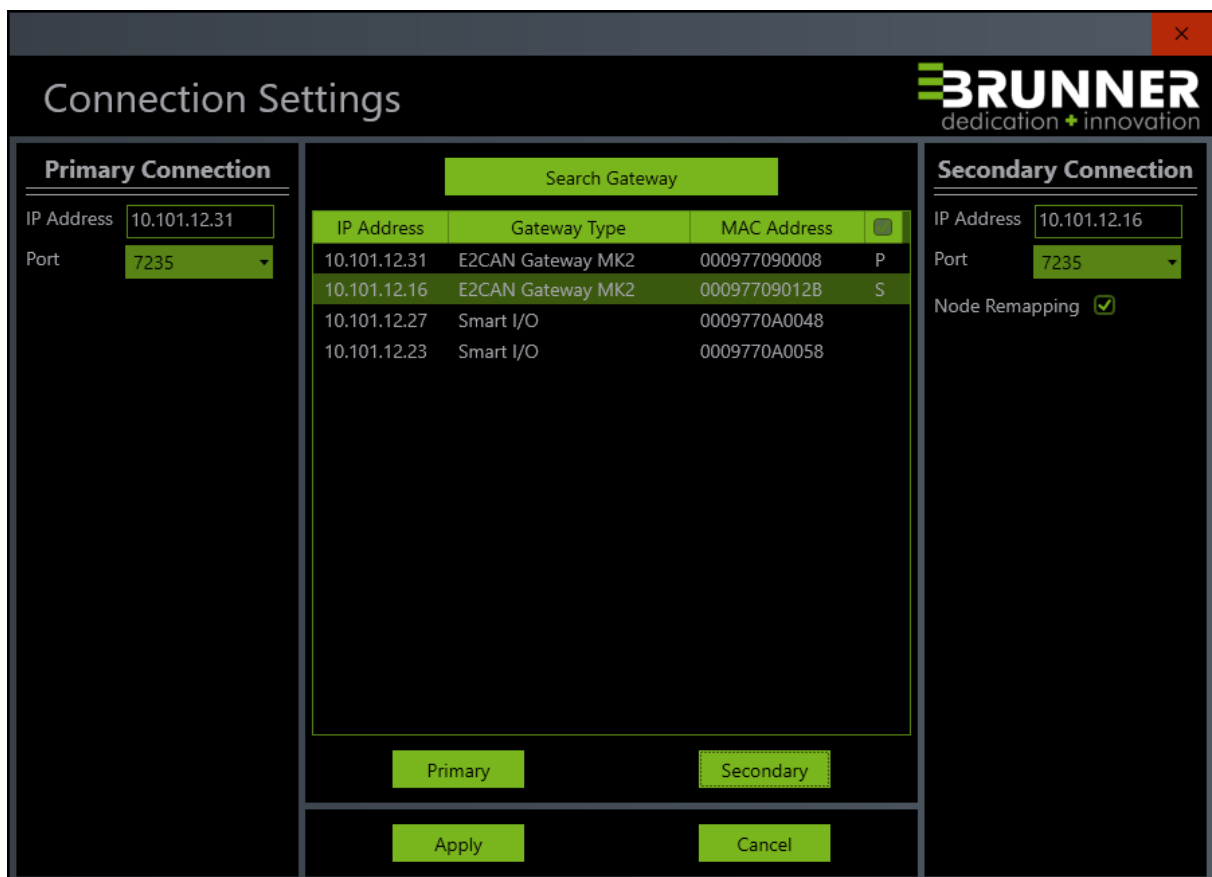 ×
Connection Settings
BRUNNER
dedication + innovation
Primary Connection
IP Address 10.101.12.31
Port 7235
Search Gateway
IP Address Gateway Type MAC Address
10.101.12.31 E2CAN Gateway MK2 000977090008 P
10.101.12.16 E2CAN Gateway MK2 00097709012B S
10.101.12.27 Smart I/O 0009770A0048
10.101.12.23 Smart I/O 0009770A0058
Primary Secondary
Apply Cancel
Secondary Connection
IP Address 10.101.12.16
Port 7235
Node Remapping